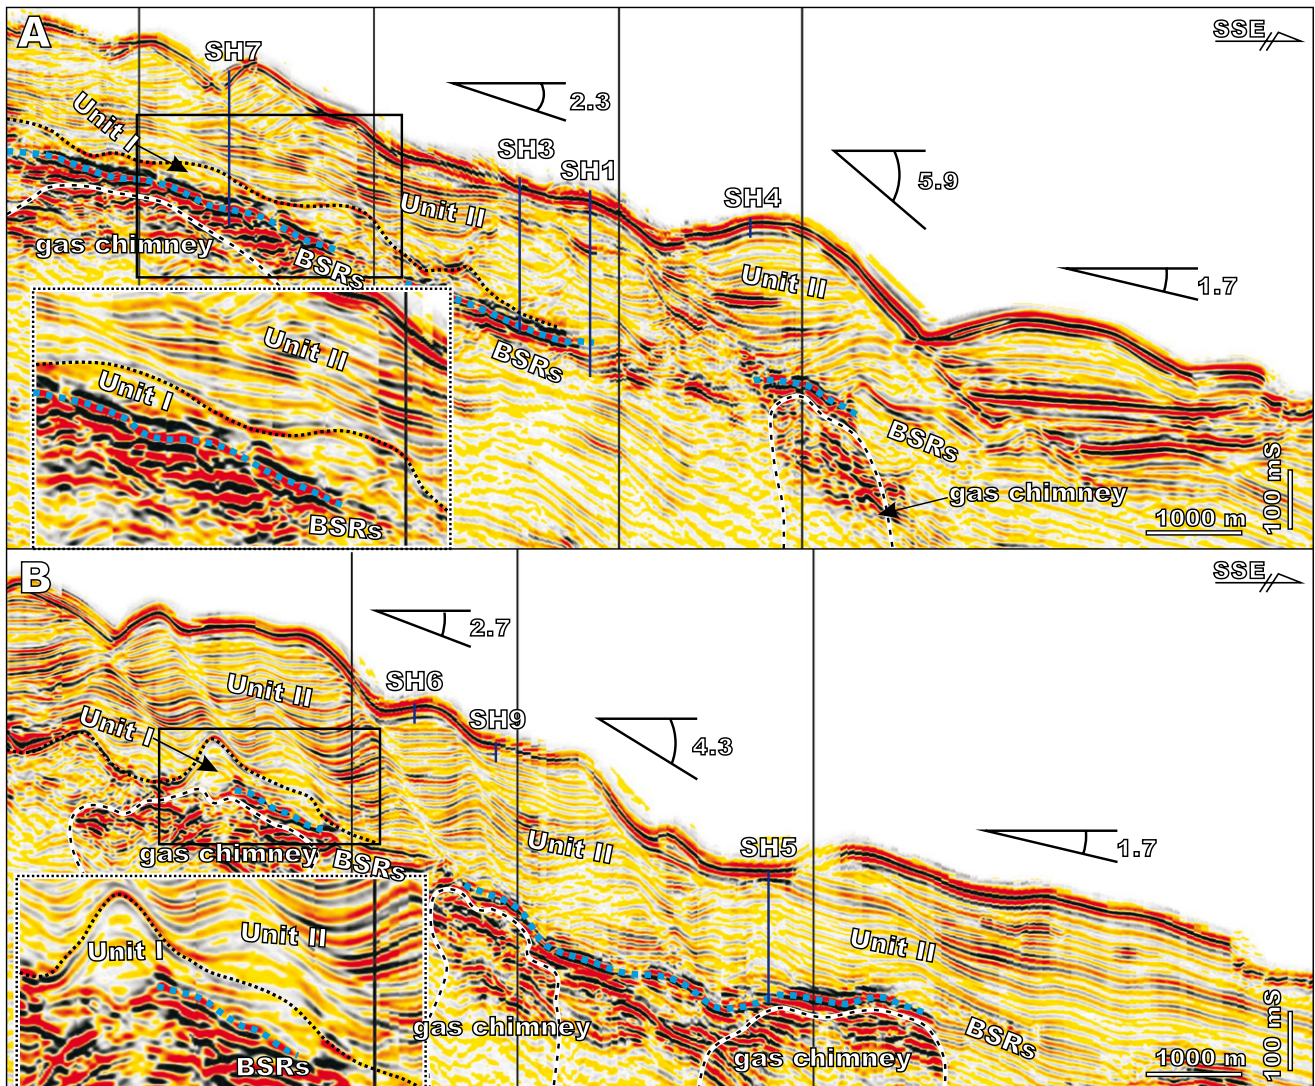 A
SSE
SH7
2.3
Unit I
SH3
SH1
5.9
SH4
Unit II
gas chimney
BSRs
Unit II
1.7
Unit II
Unit I
BSRs
BSRs
BSRs
gas chimney
1000 m
100 mS
B
SSE
2.7
SH6
Unit II
Unit I
SH9
4.3
gas chimney
BSRs
Unit II
SH5
1.7
Unit I
Unit II
Unit II
BSRs
gas chimney
gas chimney
BSRs
1000 m
100 mS